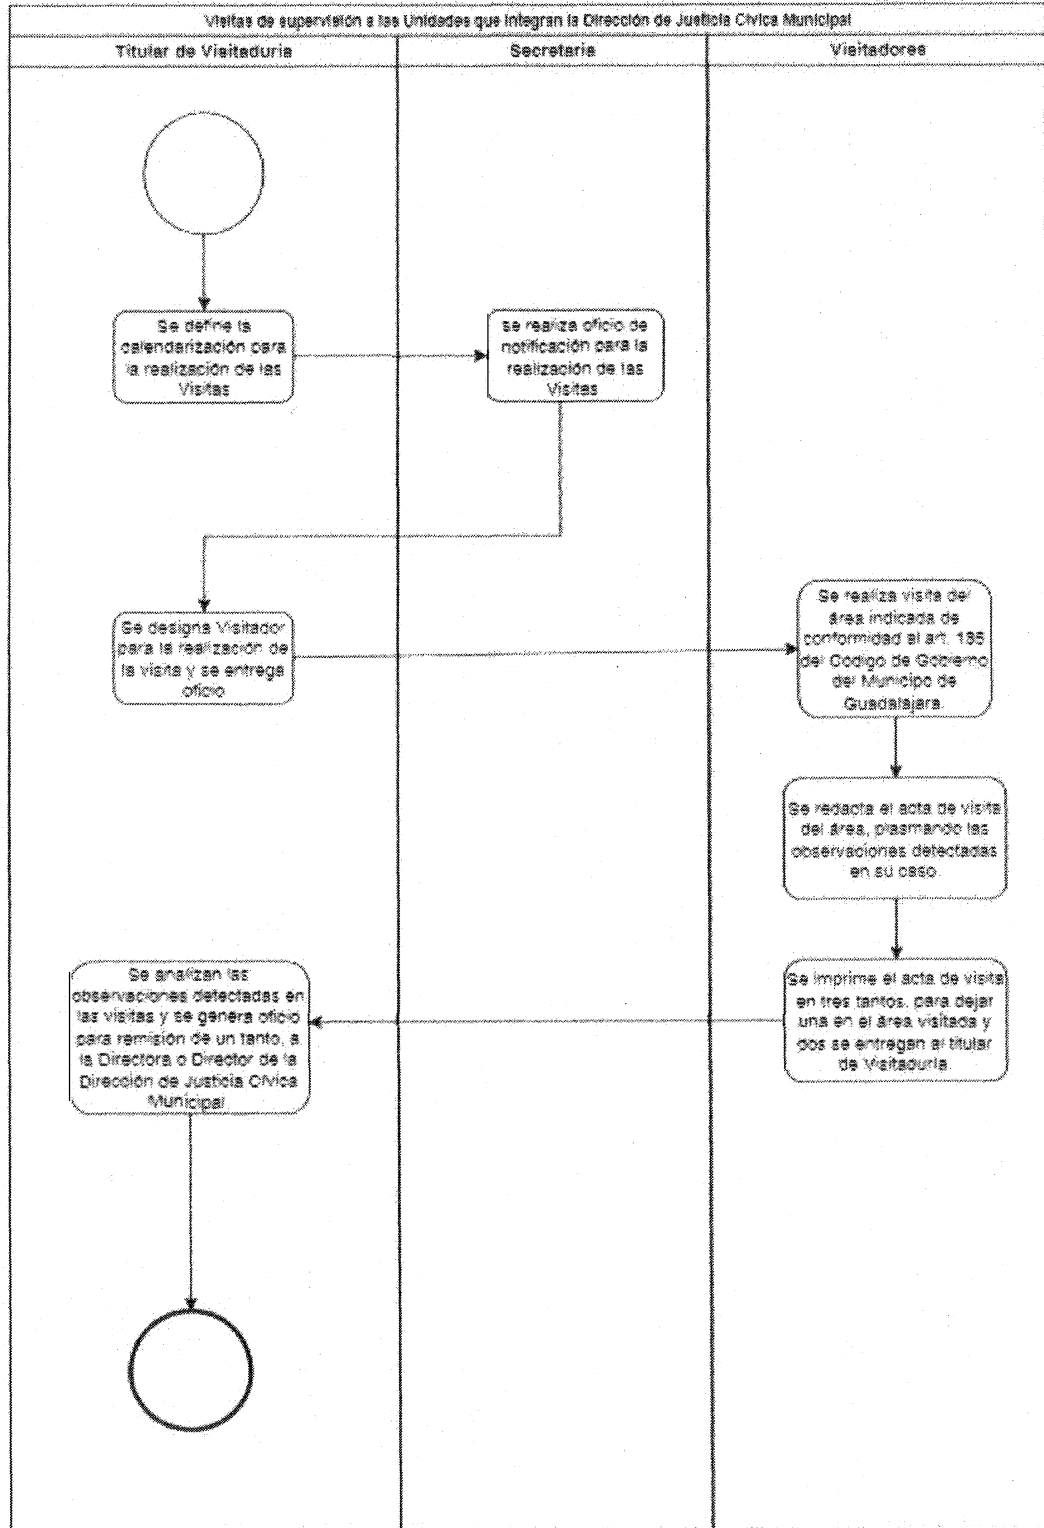 Visitas de supervisión a las Unidades que integran la Dirección de Justicia Cívica Municipal
Titular de Visitaduría
Secretaria
Visitadores
Se define la
calendarización para
la realización de las
Visitas
se realiza oficio de
notificación para la
realización de las
Visitas
Se designa Visitador
para la realización de
la visita y se entrega
oficio
Se realiza visita del
área indicada de
conformidad al art.
del Codigo de Gobierno
del Municipo de
Guadalajara.
Se redacta el acta de visita
del área, plasmando las
observaciones detectadas
en su caso.
Se imprime el acta de visita
en tres tantos, para dejar
una en el área visitada y
dos se entregan al titular
de Visitaduría.
Se analizan las
observaciones detectadas en
las visitas y se genera oficio
para remisión de un tanto, a
la Directora o Director de la
Dirección de Justicia Cívica
Municipal